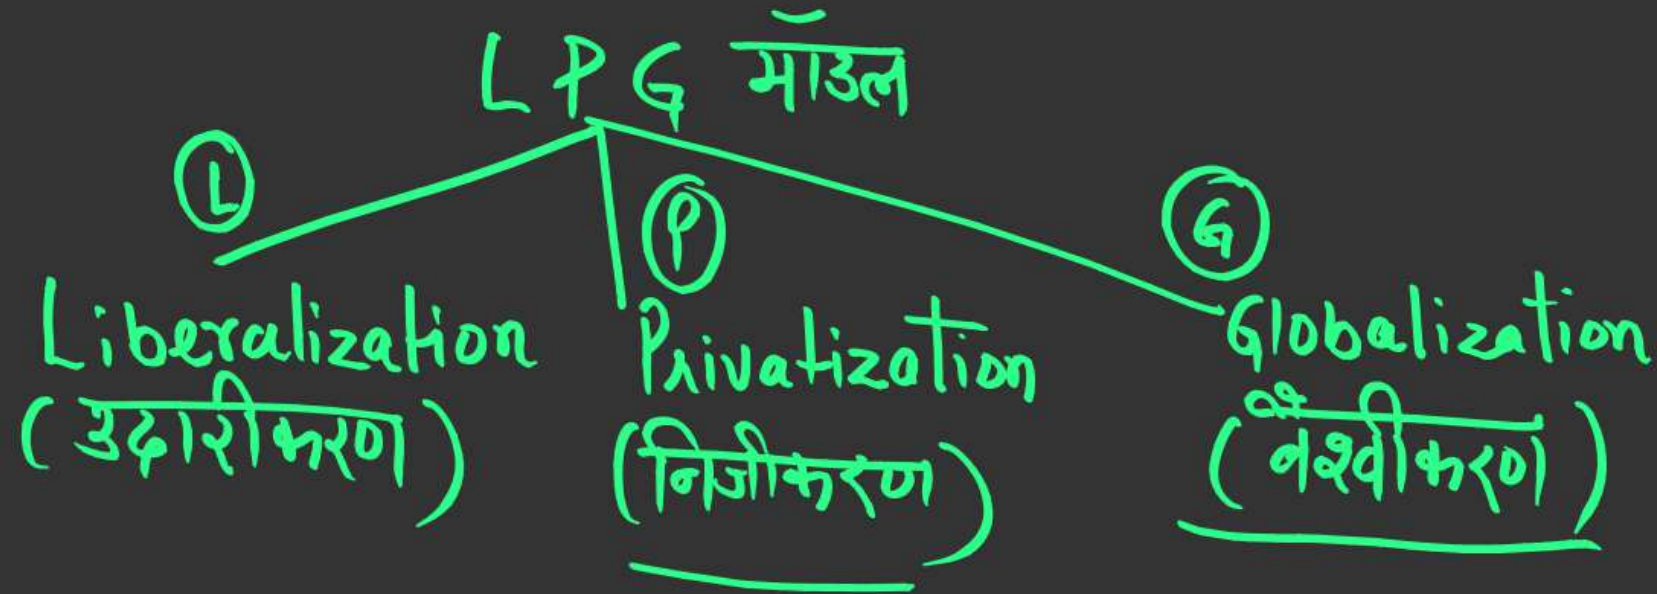 LPG मॉडल
L
P
G
Liberalization
(उदारीकरण)
Privatization
(निजीकरण)
Globalization
(वैश्वीकरण)